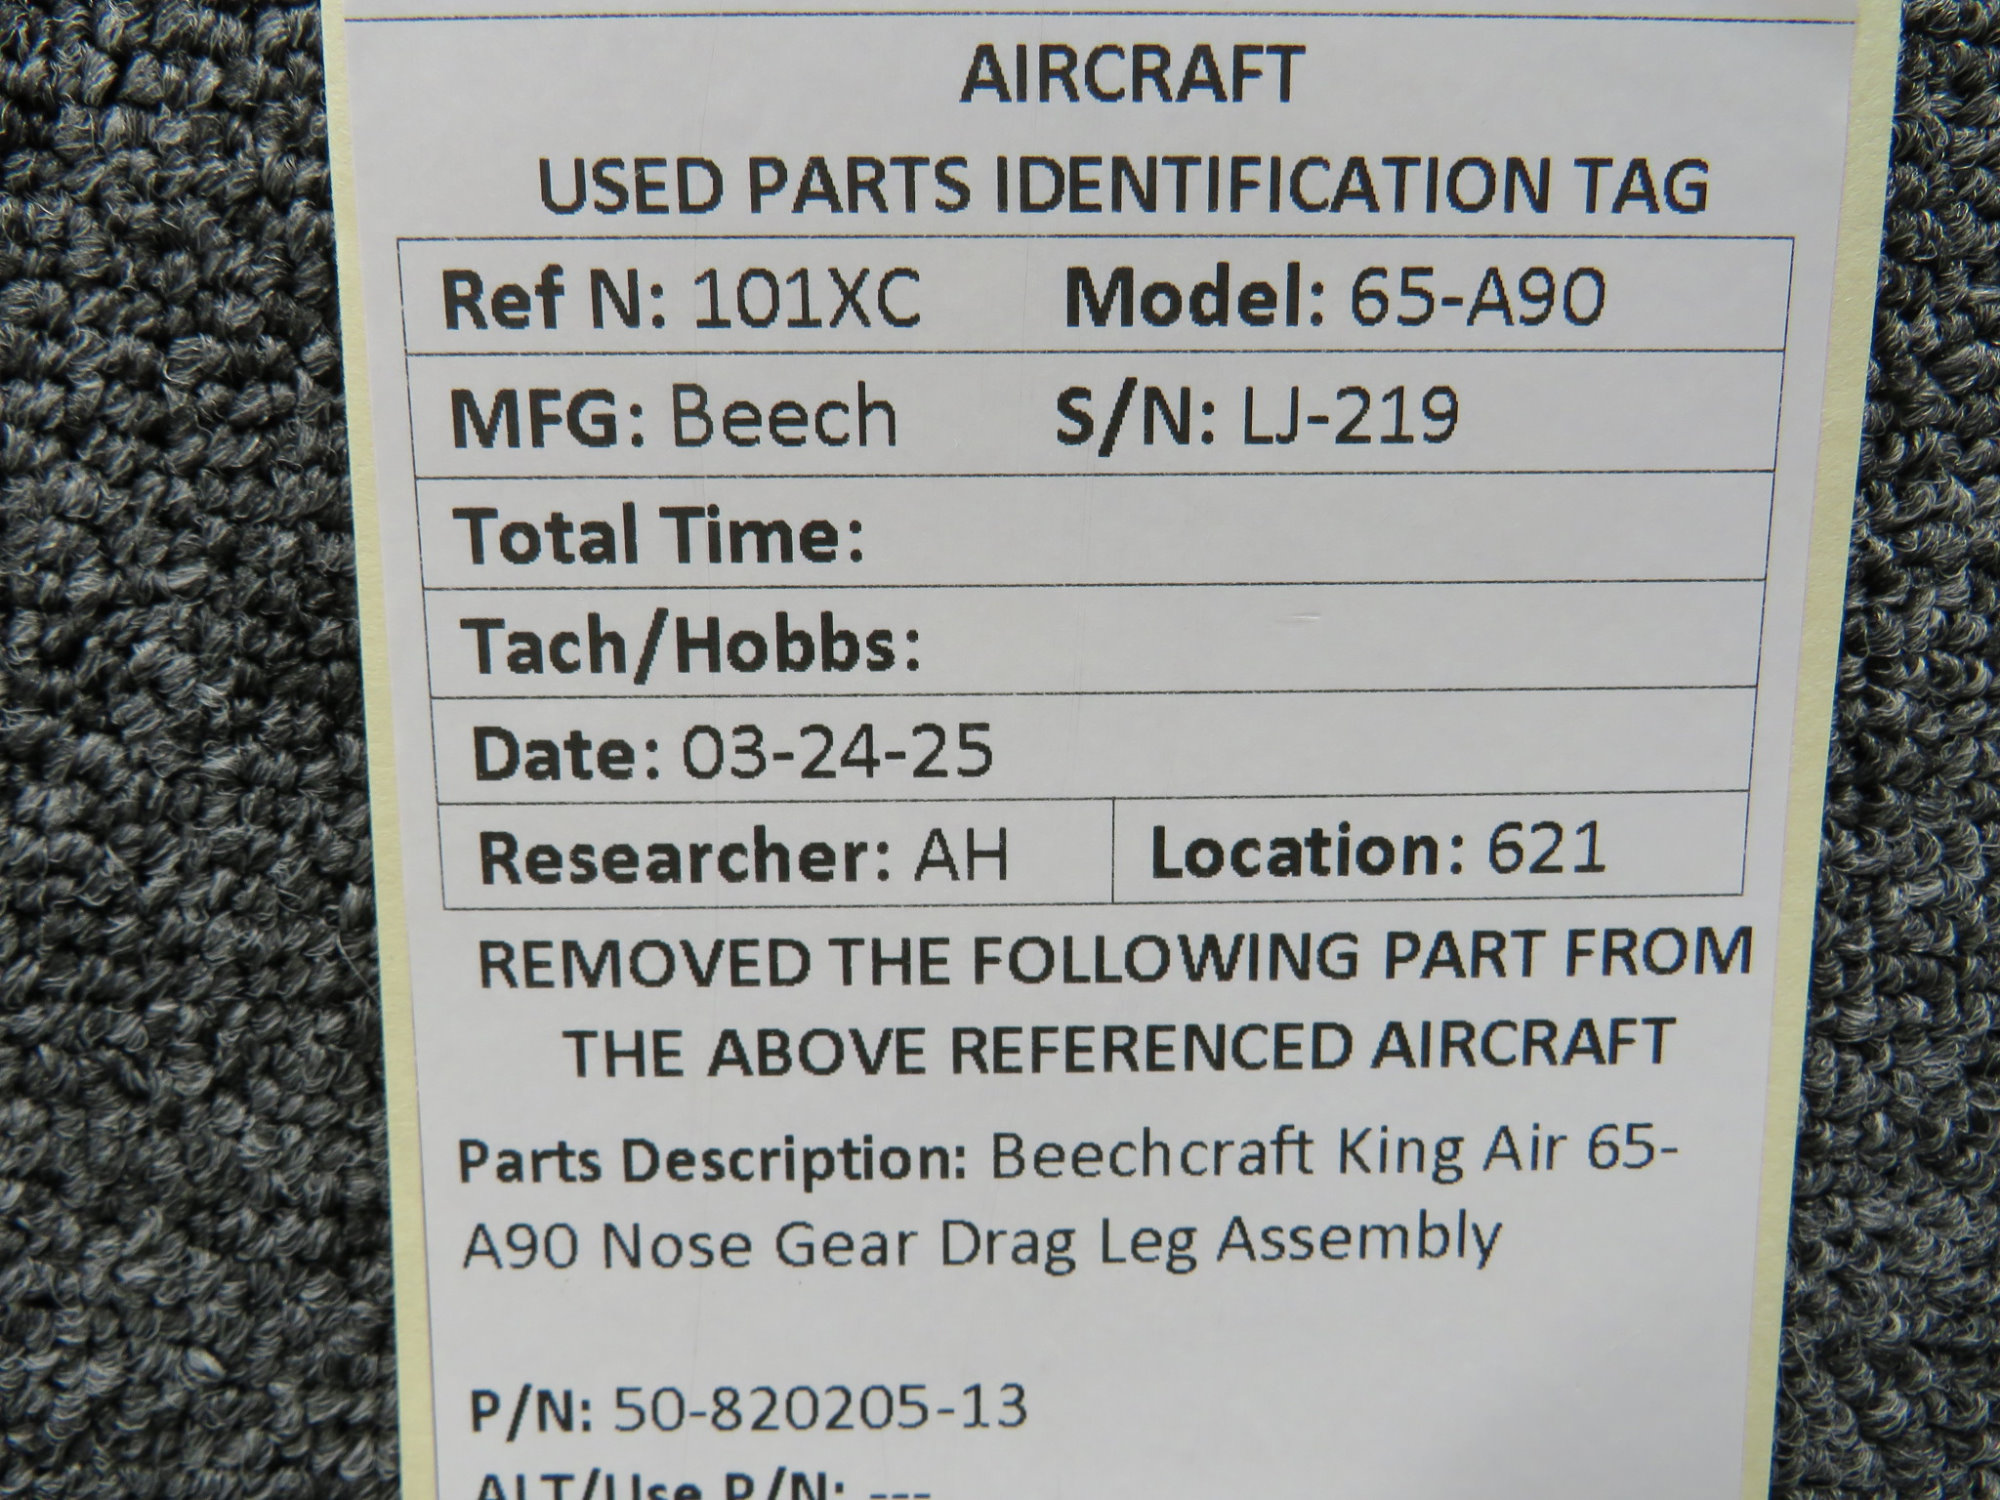 AIRCRAFT
USED PARTS IDENTIFICATION TAG
Ref N: 101XC Model: 65-A90
MFG: Beech S/N: LJ-219
Total Time:
Tach/Hobbs:
Date: 03-24-25
Researcher: AH Location: 621
REMOVED THE FOLLOWING PART FROM
THE ABOVE REFERENCED AIRCRAFT
Parts Description: Beechcraft King Air 65-
A90 Nose Gear Drag Leg Assembly
P/N: 50-820205-13
ALT/Use P/N: ---